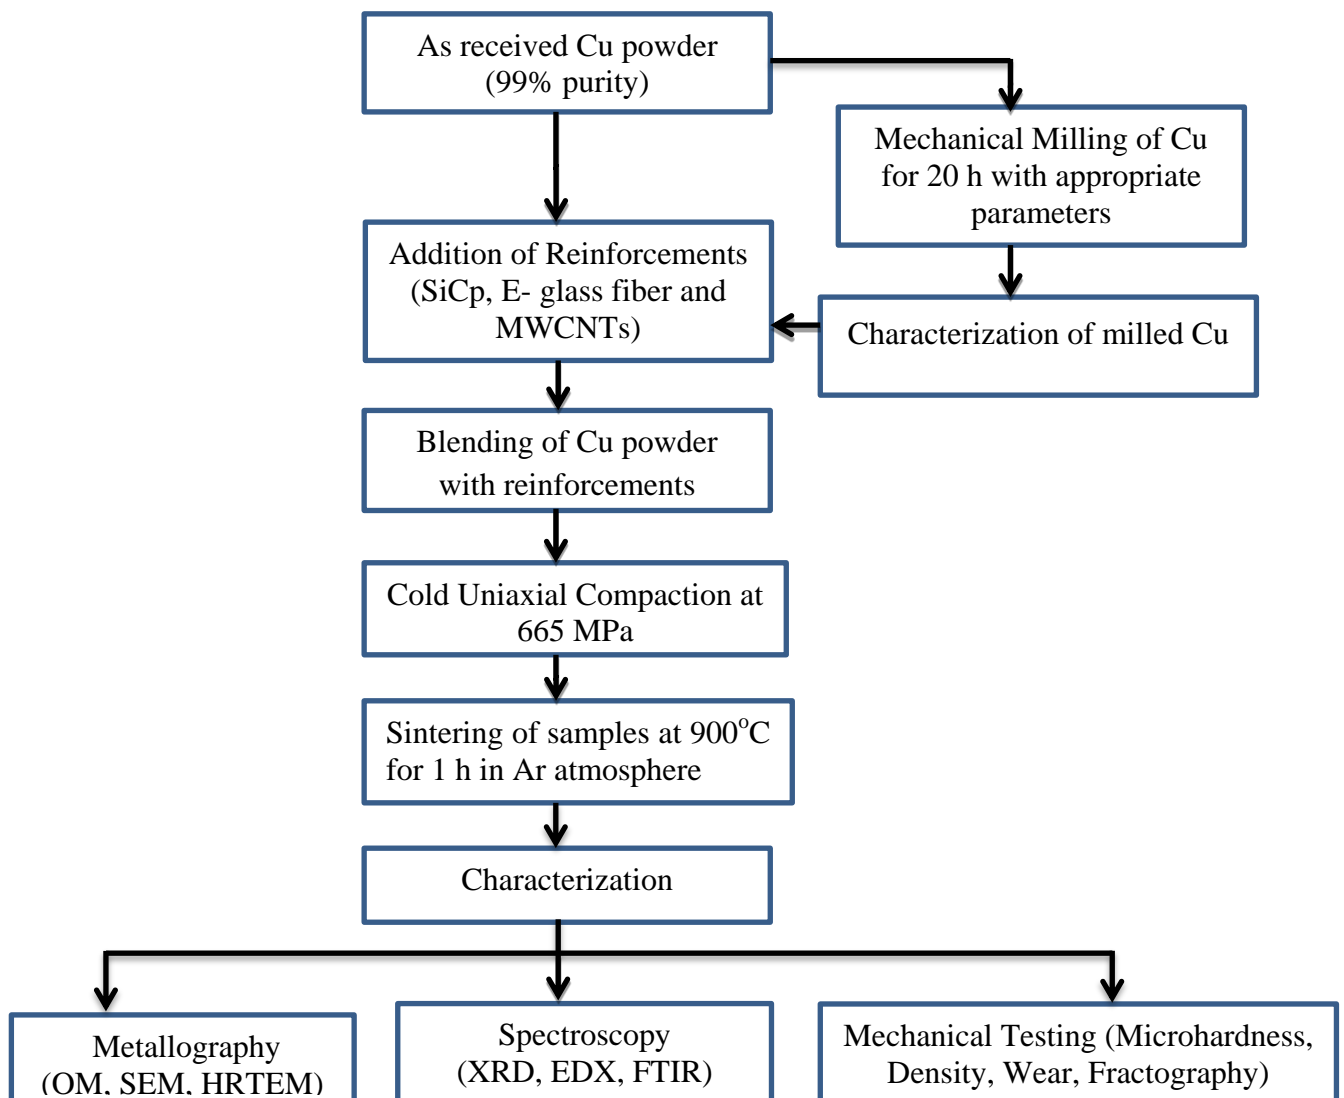 As received Cu powder
(99% purity)
Mechanical Milling of Cu
for 20 h with appropriate
parameters
Addition of Reinforcements
(SiCp, E- glass fiber and
MWCNTs)
Characterization of milled Cu
Blending of Cu powder
with reinforcements
Cold Uniaxial Compaction at
665 MPa
Sintering of samples at 900°C
for 1 h in Ar atmosphere
Characterization
Metallography
(OM, SEM, HRTEM)
Spectroscopy
(XRD, EDX, FTIR)
Mechanical Testing (Microhardness,
Density, Wear, Fractography)